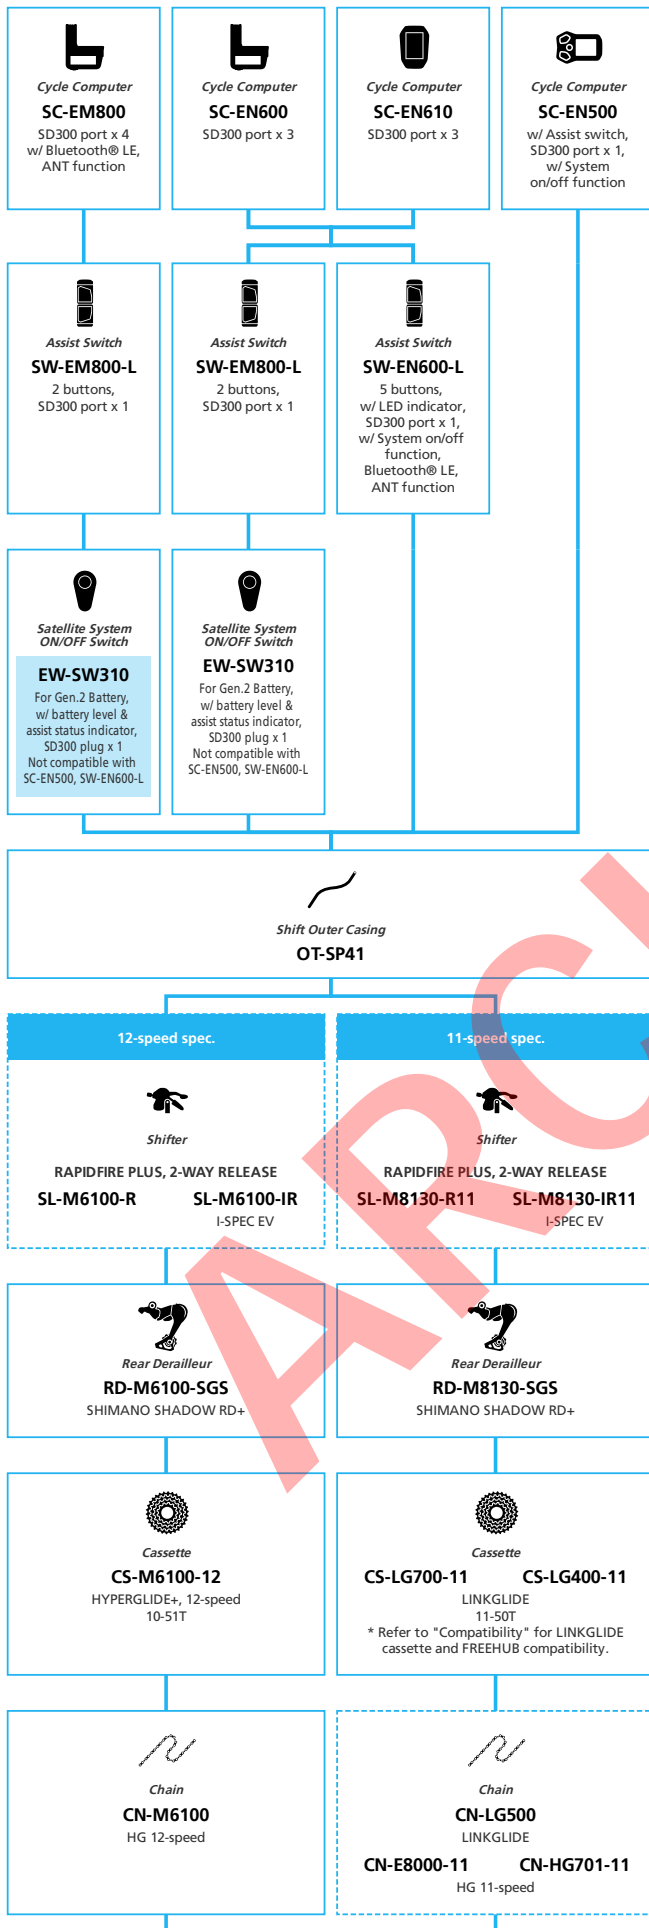 Cycle Computer
SC-EM800
SD300 port x 4
w/ Bluetooth® LE,
ANT function
Cycle Computer
SC-EN600
SD300 port x 3
Cycle Computer
SC-EN610
SD300 port x 3
Cycle Computer
SC-EN500
w/ Assist switch,
SD300 port x 1,
w/ System
on/off function
Assist Switch
SW-EM800-L
2 buttons,
SD300 port x 1
Assist Switch
SW-EM800-L
2 buttons,
SD300 port x 1
Assist Switch
SW-EN600-L
5 buttons,
w/ LED indicator,
SD300 port x 1,
w/ System on/off
function,
Bluetooth® LE,
ANT function
Satellite System
ON/OFF Switch
EW-SW310
For Gen.2 Battery,
w/ battery level &
assist status indicator,
SD300 plug x 1
Not compatible with
SC-EN500, SW-EN600-L
Satellite System
ON/OFF Switch
EW-SW310
For Gen.2 Battery,
w/ battery level &
assist status indicator,
SD300 plug x 1
Not compatible with
SC-EN500, SW-EN600-L
Shift Outer Casing
OT-SP41
12-speed spec.
Shifter
RAPIDFIRE PLUS, 2-WAY RELEASE
SL-M6100-R SL-M6100-IR
I-SPEC EV
11-speed spec.
Shifter
RAPIDFIRE PLUS, 2-WAY RELEASE
SL-M8130-R11 SL-M8130-IR11
I-SPEC EV
Rear Derailleur
RD-M6100-SGS
SHIMANO SHADOW RD+
Rear Derailleur
RD-M8130-SGS
SHIMANO SHADOW RD+
Cassette
CS-M6100-12
HYPERGLIDE+, 12-speed
10-51T
Cassette
CS-LG700-11 CS-LG400-11
LINKGLIDE
11-50T
* Refer to "Compatibility" for LINKGLIDE
cassette and FREEHUB compatibility.
Chain
CN-M6100
HG 12-speed
Chain
CN-LG500
LINKGLIDE
CN-E8000-11 CN-HG701-11
HG 11-speed